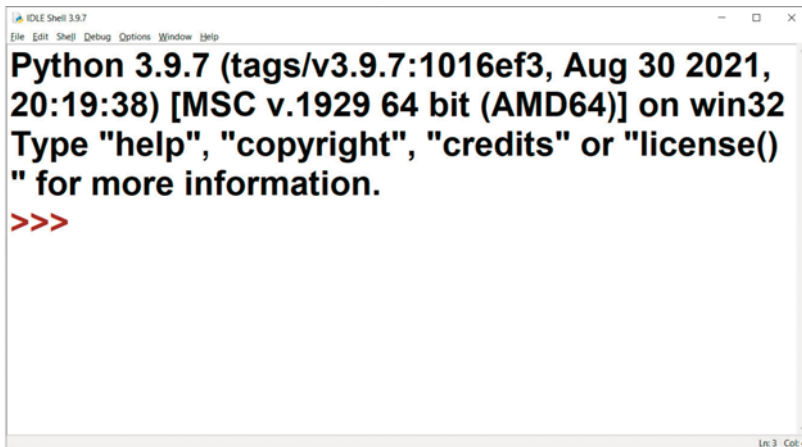 IDLE Shell 3.9.7
File Edit Shell Debug Options Window Help
Python 3.9.7 (tags/v3.9.7:1016ef3, Aug 30 2021,
20:19:38) [MSC v.1929 64 bit (AMD64)] on win32
Type "help", "copyright", "credits" or "license()
" for more information.
>>>
Ln: 3 Col: